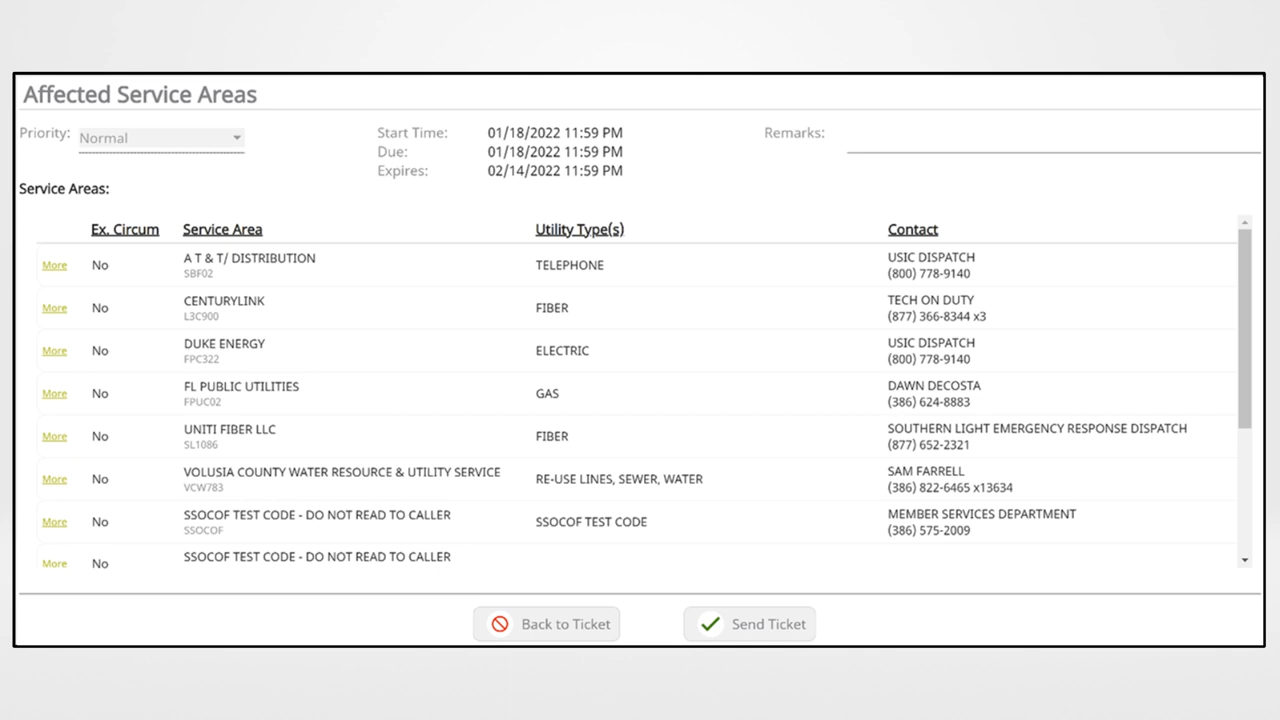 Affected Service Areas
Priority: Normal
Start Time: 01/18/2022 11:59 PM
Due: 01/18/2022 11:59 PM
Expires: 02/14/2022 11:59 PM
Remarks:
Service Areas:
Ex. Circum Service Area Utility Type(s) Contact
More No A T & T/ DISTRIBUTION TELEPHONE USIC DISPATCH
SBF02 (800) 778-9140
More No CENTURYLINK FIBER TECH ON DUTY
L3C900 (877) 366-8344 x3
More No DUKE ENERGY ELECTRIC USIC DISPATCH
FPC322 (800) 778-9140
More No FL PUBLIC UTILITIES GAS DAWN DECOSTA
FPUC02 (386) 624-8883
More No UNITI FIBER LLC FIBER SOUTHERN LIGHT EMERGENCY RESPONSE DISPATCH
SL1086 (877) 652-2321
More No VOLUSIA COUNTY WATER RESOURCE & UTILITY SERVICE RE-USE LINES, SEWER, WATER SAM FARRELL
VCW783 (386) 822-6465 x13634
More No SSOCOF TEST CODE - DO NOT READ TO CALLER SSOCOF TEST CODE MEMBER SERVICES DEPARTMENT
SSOCOF (386) 575-2009
More No SSOCOF TEST CODE - DO NOT READ TO CALLER
Back to Ticket Send Ticket